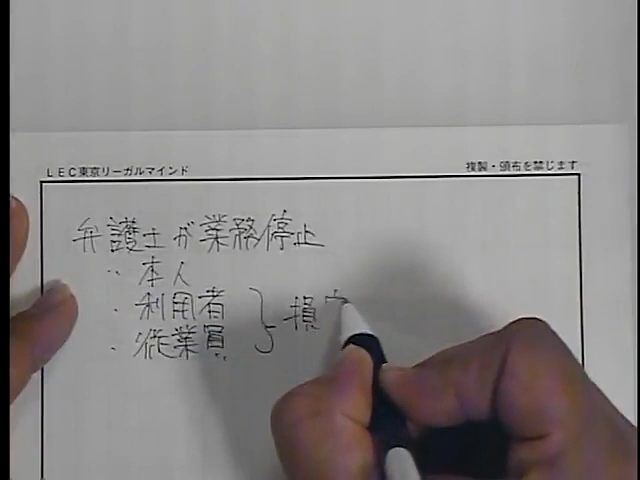 LEC東京リーガルマインド
複製・頒布を禁じます
弁護士が業務停止
・本人
・利用者
・従業員
損